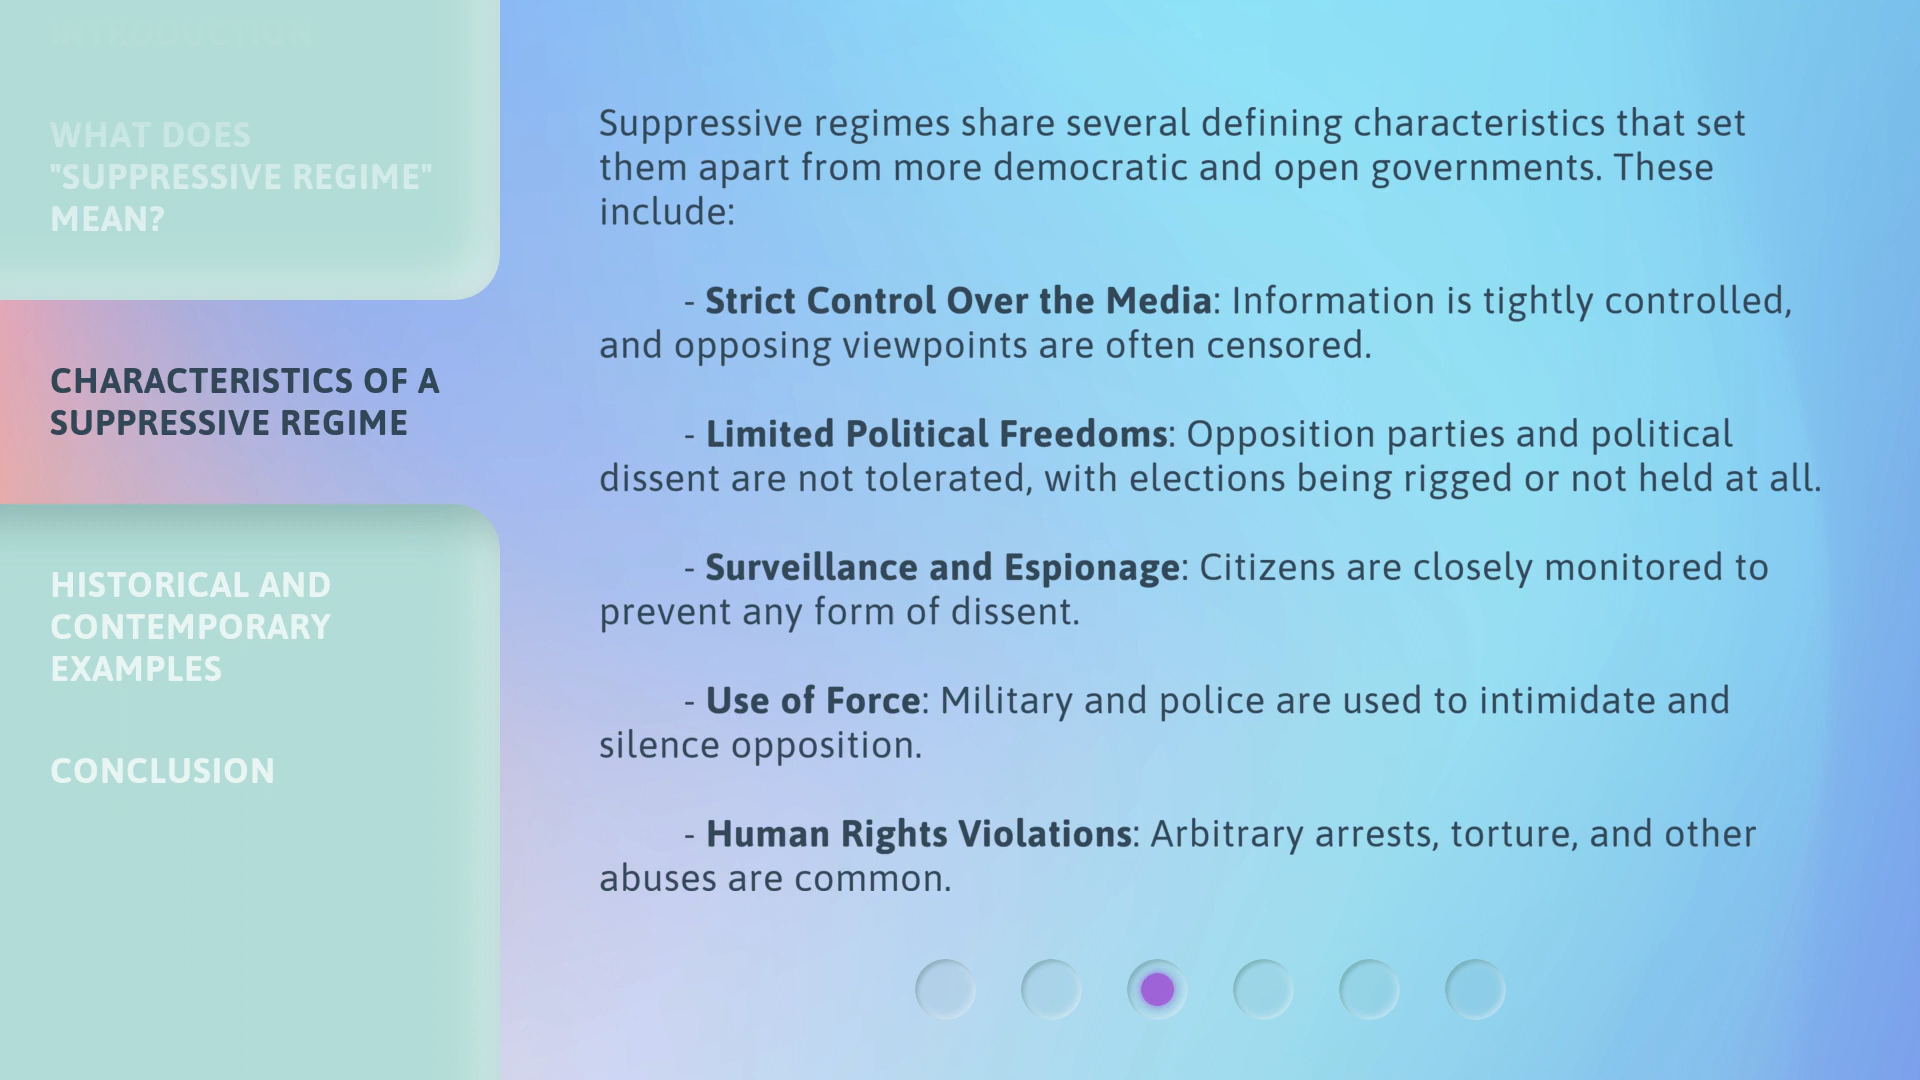 INTRODUCTION
WHAT DOES
"SUPPRESSIVE REGIME"
MEAN?
CHARACTERISTICS OF A
SUPPRESSIVE REGIME
HISTORICAL AND
CONTEMPORARY
EXAMPLES
CONCLUSION
Suppressive regimes share several defining characteristics that set
them apart from more democratic and open governments. These
include:
- Strict Control Over the Media: Information is tightly controlled,
and opposing viewpoints are often censored.
- Limited Political Freedoms: Opposition parties and political
dissent are not tolerated, with elections being rigged or not held at all.
- Surveillance and Espionage: Citizens are closely monitored to
prevent any form of dissent.
- Use of Force: Military and police are used to intimidate and
silence opposition.
- Human Rights Violations: Arbitrary arrests, torture, and other
abuses are common.